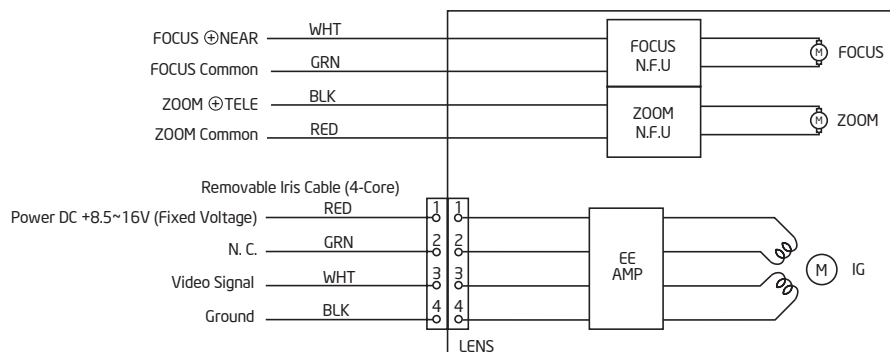 FOCUS ⊕NEAR WHT
FOCUS Common GRN
ZOOM ⊕TELE BLK
ZOOM Common RED
FOCUS
N.F.U
ZOOM
N.F.U
M FOCUS
M ZOOM
Removable Iris Cable (4-Core)
Power DC +8.5~16V (Fixed Voltage) RED 1 1
N. C. GRN 2 2
Video Signal WHT 3 3
Ground BLK 4 4
EE
AMP
M IG
LENS